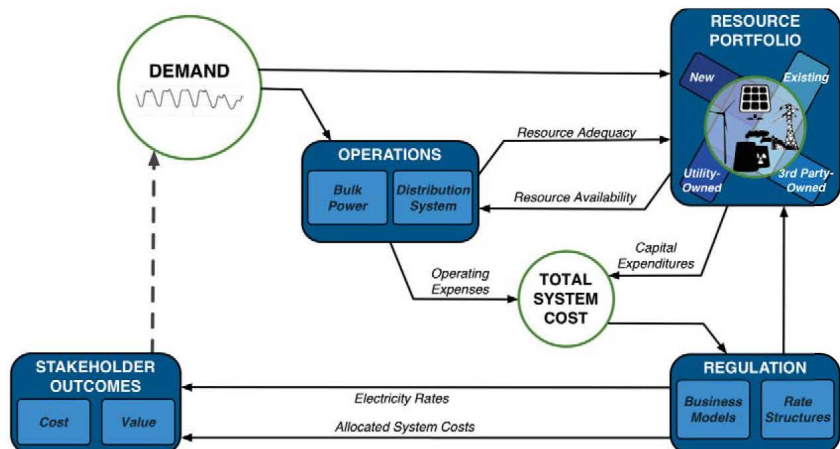 DEMAND
RESOURCE
PORTFOLIO
New
Existing
Utility-
Owned
3rd Party-
Owned
Resource Adequacy
OPERATIONS
Bulk
Power
Distribution
System
Resource Availability
Operating
Expenses
TOTAL
SYSTEM
COST
Capital
Expenditures
STAKEHOLDER
OUTCOMES
Cost
Value
Electricity Rates
Allocated System Costs
REGULATION
Business
Models
Rate
Structures